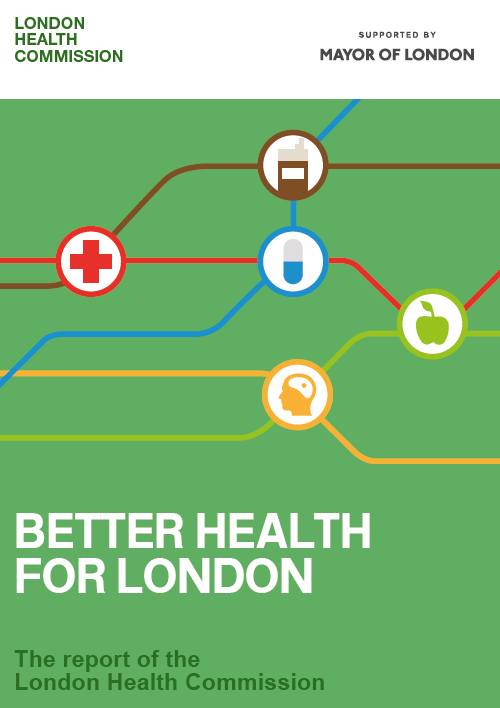 LONDON
HEALTH
COMMISSION
SUPPORTED BY
MAYOR OF LONDON
BETTER HEALTH
FOR LONDON
The report of the
London Health Commission